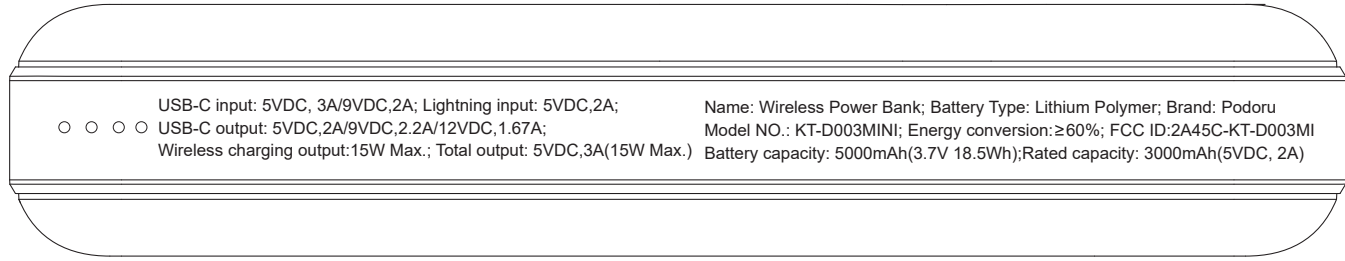 USB-C input: 5VDC, 3A/9VDC,2A; Lightning input: 5VDC,2A;
USB-C output: 5VDC,2A/9VDC,2.2A/12VDC,1.67A;
Wireless charging output:15W Max.; Total output: 5VDC,3A(15W Max.)
Name: Wireless Power Bank; Battery Type: Lithium Polymer; Brand: Podoru
Model NO.: KT-D003MINI; Energy conversion:≥60%; FCC ID:2A45C-KT-D003MI
Battery capacity: 5000mAh(3.7V 18.5Wh);Rated capacity: 3000mAh(5VDC, 2A)